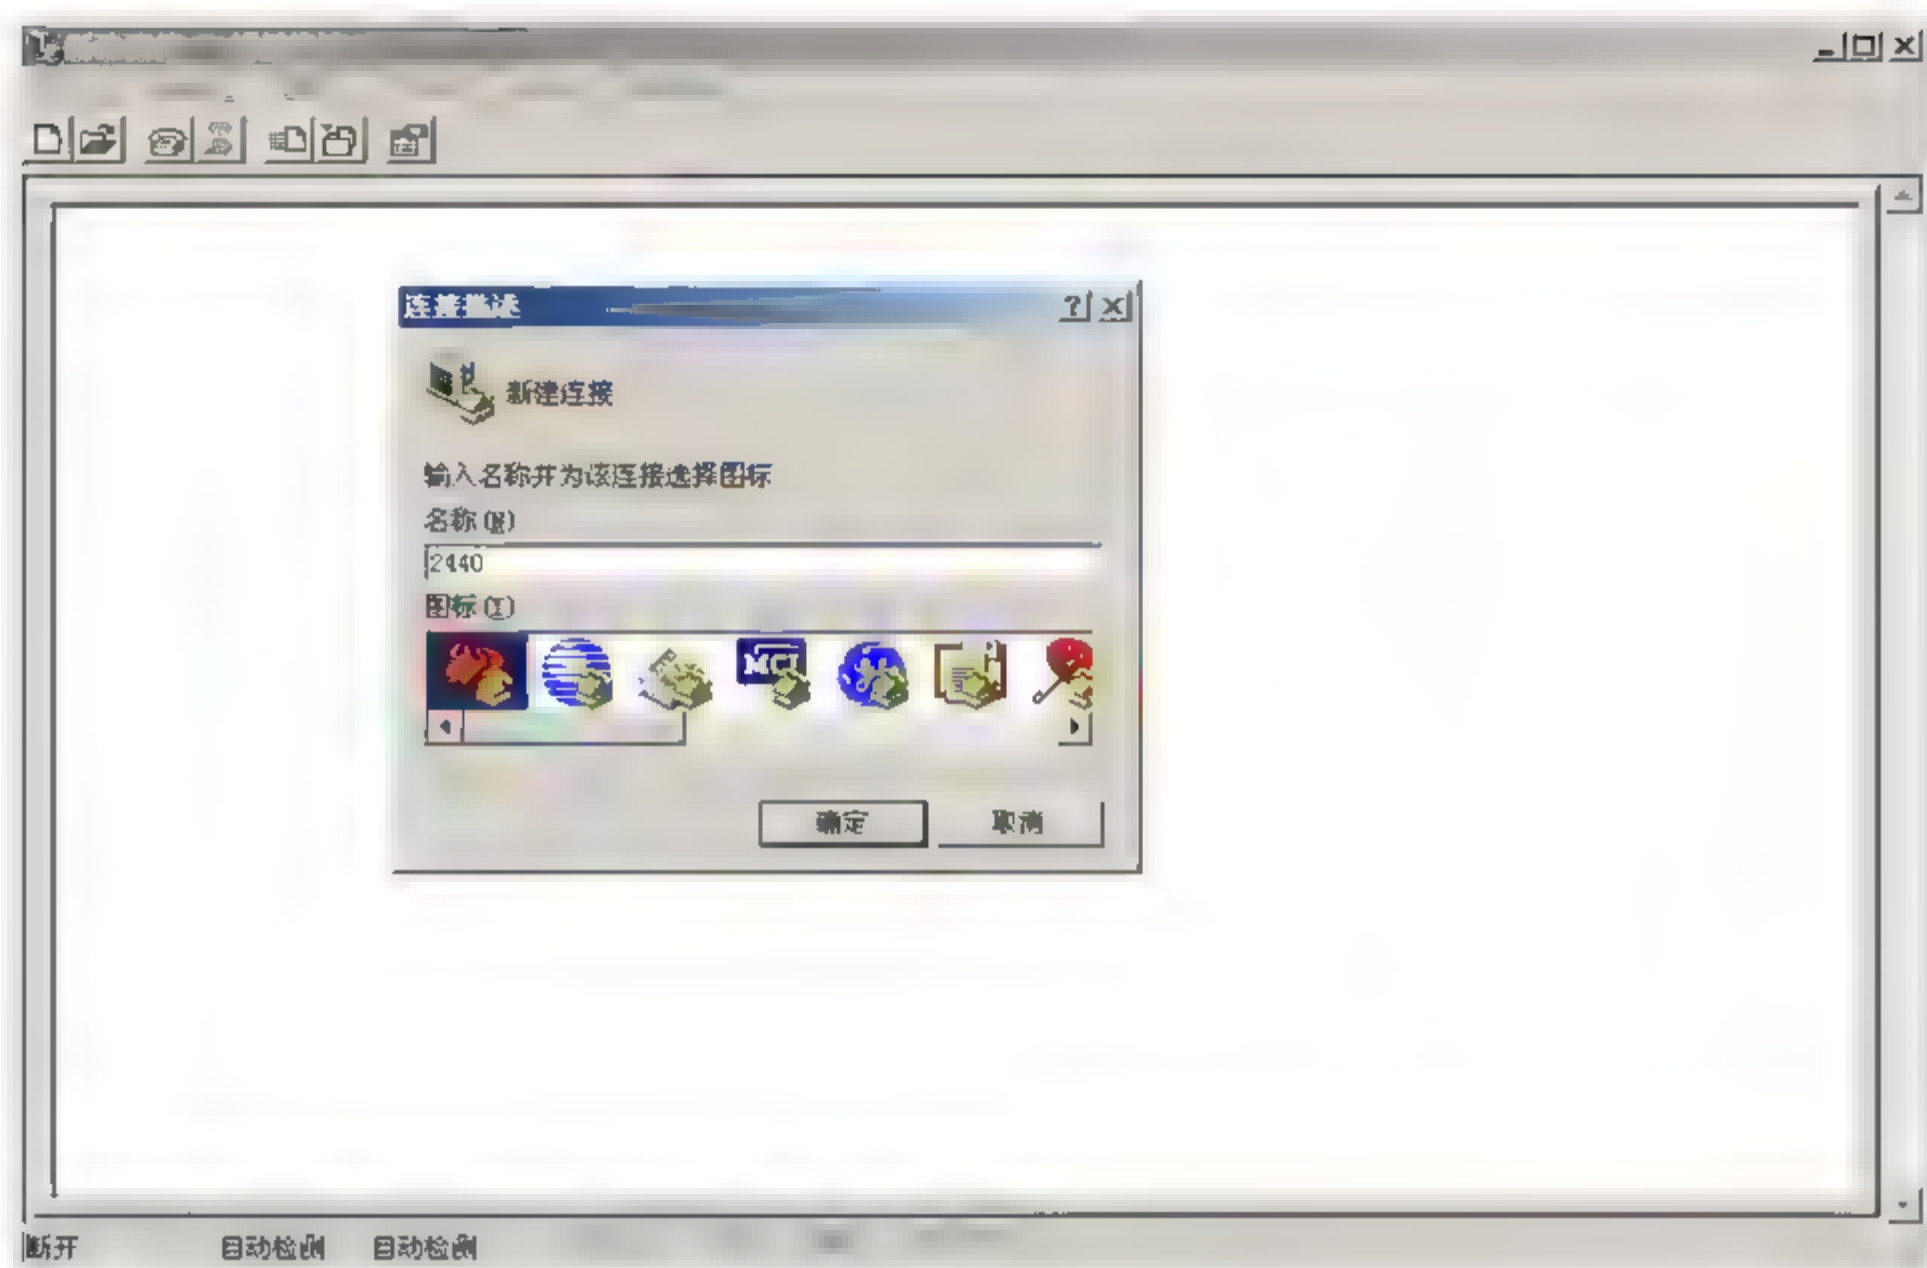 连接描述
新建连接
输入名称并为该连接选择图标
名称(N)
2440
图标(I)
MCI
确定
取消
断开
自动检测
自动检测